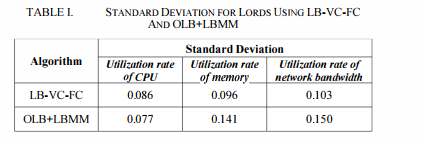 TABLE I. STANDARD DEVIATION FOR LORDS USING LB-VC-FC
AND OLB+LBMM
Algorithm
Standard Deviation
Utilization rate of CPU
Utilization rate of memory
Utilization rate of network bandwidth
LB-VC-FC 0.086 0.096 0.103
OLB+LBMM 0.077 0.141 0.150